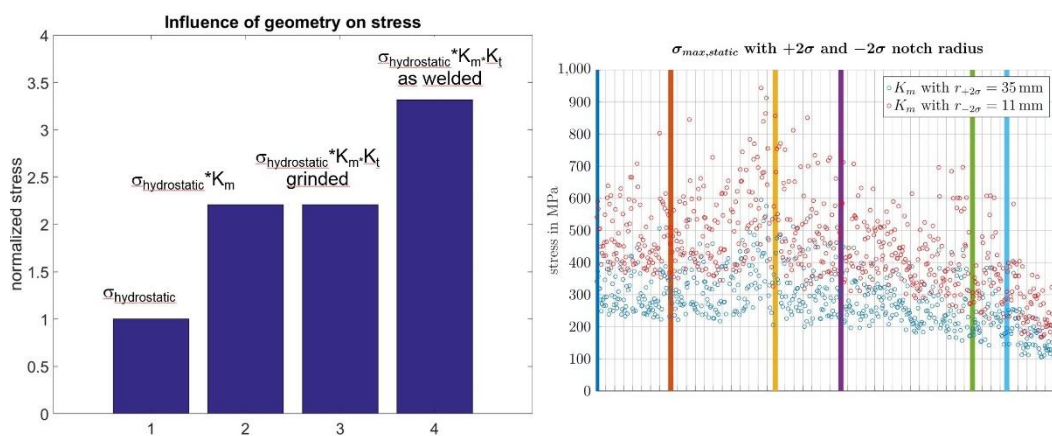 Influence of geometry on stress
4
3.5
3
2.5
2
1.5
1
0.5
0
normalized stress
σhydrostatic
σhydrostatic*Km
σhydrostatic*Km*Kt
grinded
σhydrostatic*Km*Kt
as welded
1 2 3 4
σmax,static with +2σ and −2σ notch radius
1,000
900
800
700
600
500
400
300
200
100
0
stress in MPa
Km with r+2σ = 35 mm
Km with r−2σ = 11 mm